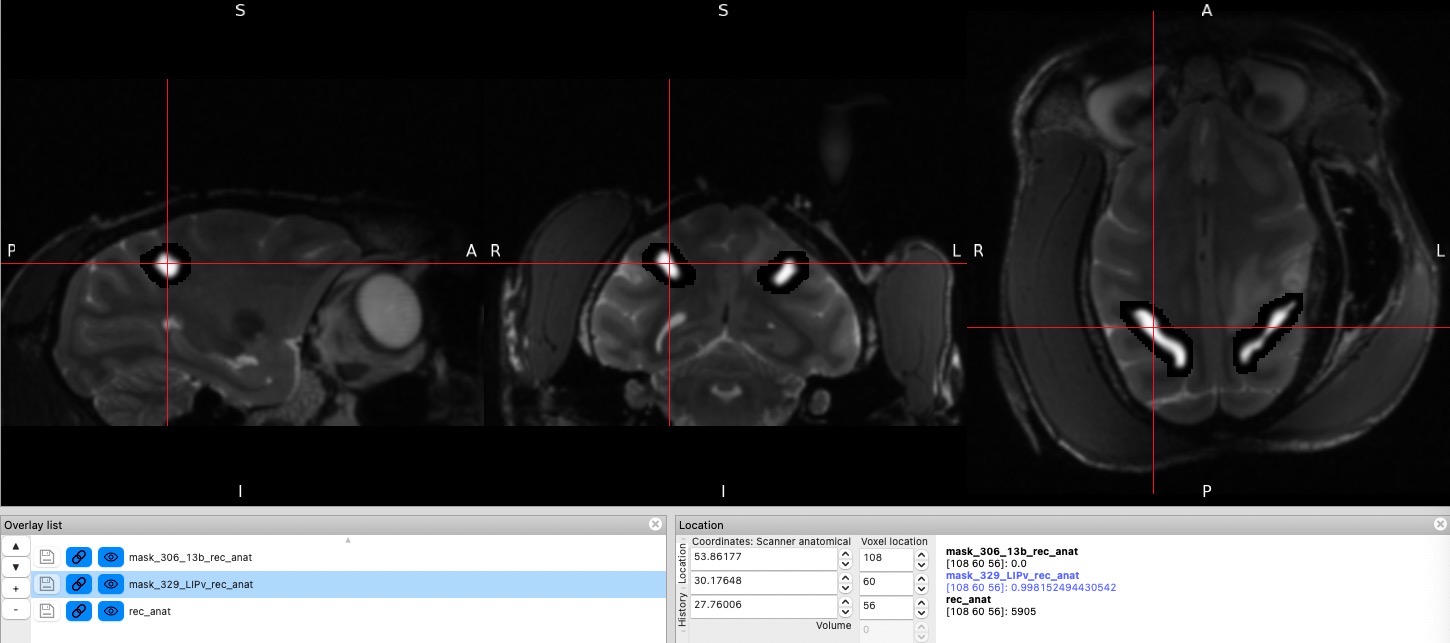 S
S
A
P
A
R
L
R
L
I
I
P
Overlay list
Location
mask_306_13b_rec_anat
mask_329_LIPv_rec_anat
rec_anat
+
-
Location
History
Coordinates: Scanner anatomical
Voxel location
53.86177
108
30.17648
60
27.76006
56
Volume
0
mask_306_13b_rec_anat
[108 60 56]: 0.0
mask_329_LIPv_rec_anat
[108 60 56]: 0.998152494430542
rec_anat
[108 60 56]: 5905